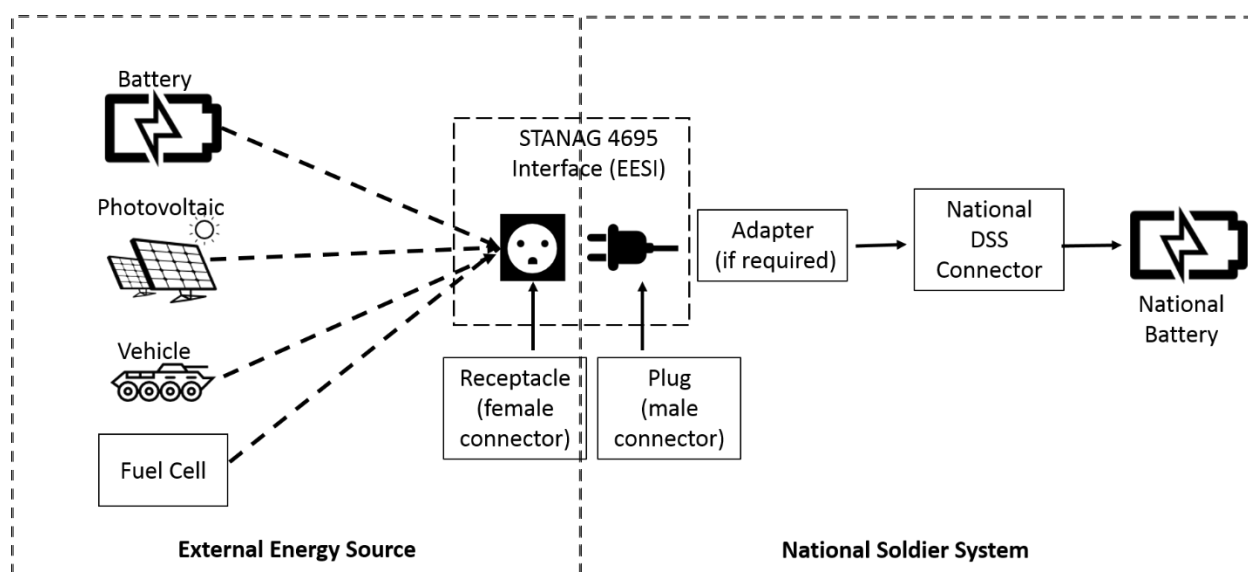 Battery
Photovoltaic
Vehicle
Fuel Cell
STANAG 4695
Interface (EESI)
Receptacle
(female
connector)
Plug
(male
connector)
Adapter
(if required)
National
DSS
Connector
National
Battery
External Energy Source
National Soldier System